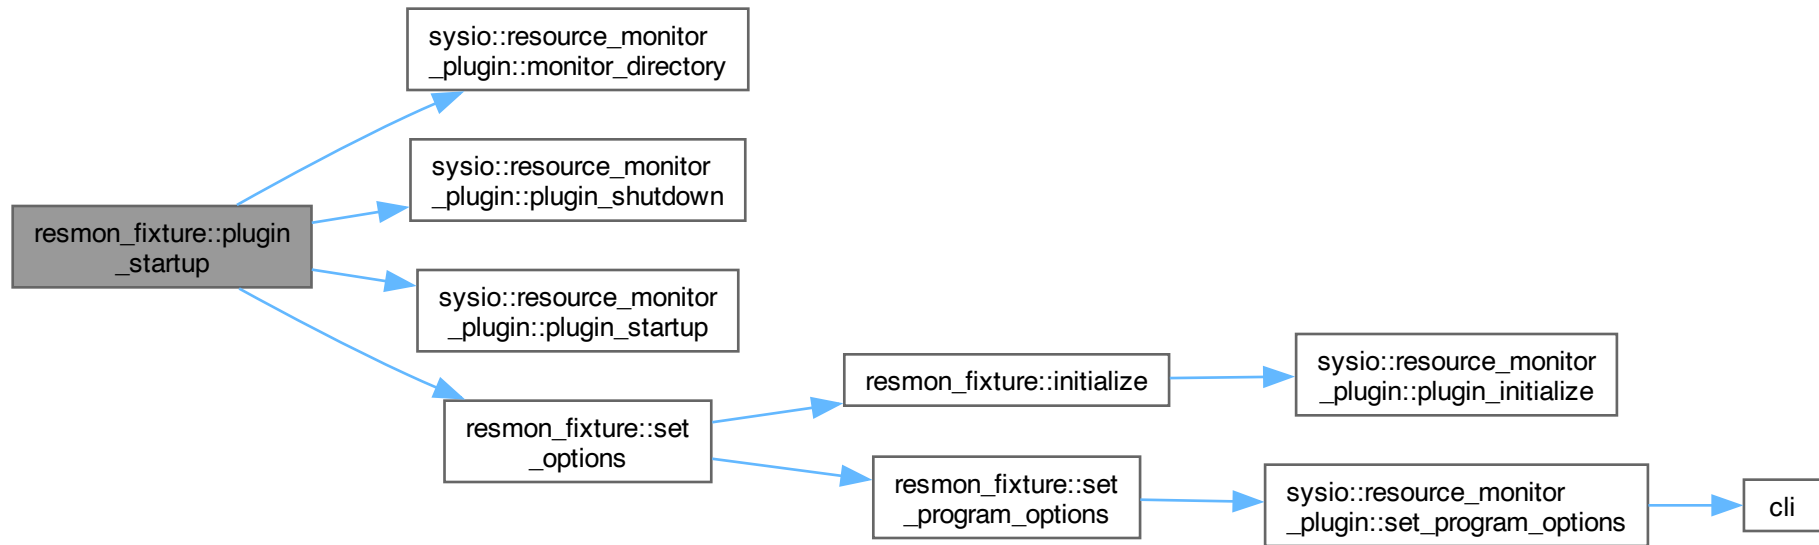 resmon_fixture::plugin
_startup
sysio::resource_monitor
_plugin::monitor_directory
sysio::resource_monitor
_plugin::plugin_shutdown
sysio::resource_monitor
_plugin::plugin_startup
resmon_fixture::set
_options
resmon_fixture::initialize
sysio::resource_monitor
_plugin::plugin_initialize
resmon_fixture::set
_program_options
sysio::resource_monitor
_plugin::set_program_options
cli